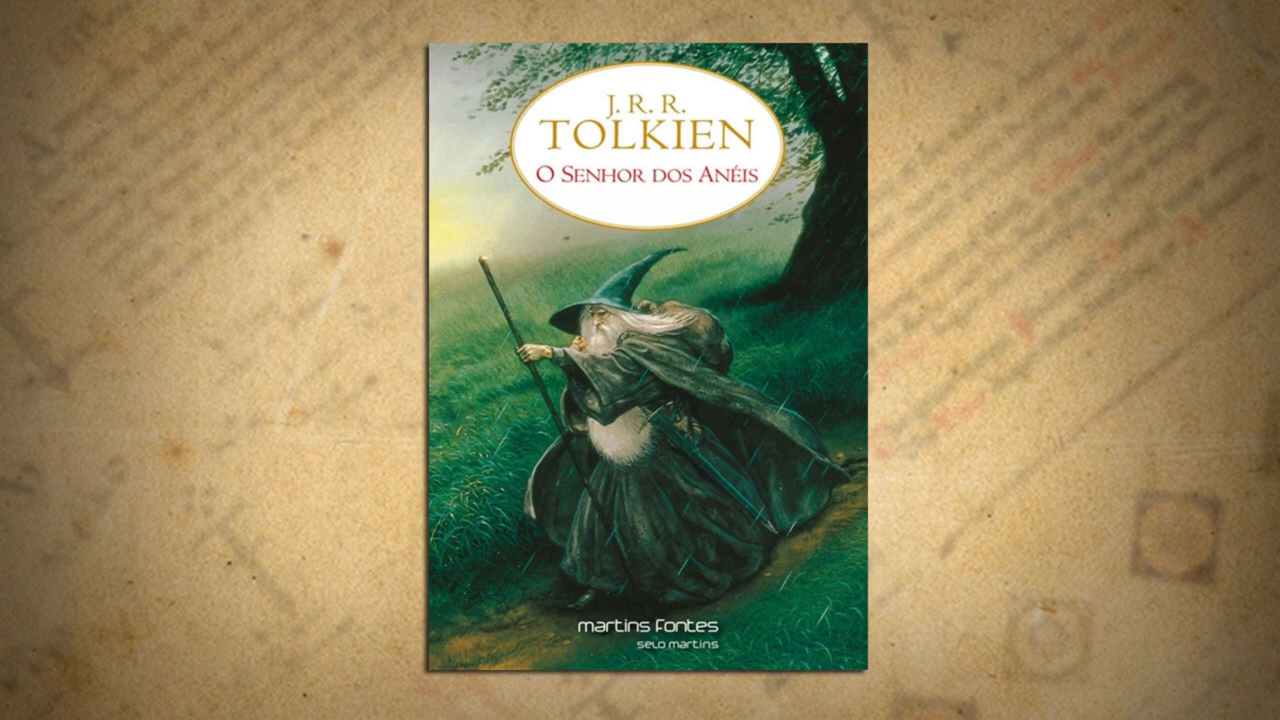 J. R. R.
TOLKIEN
O SENHOR DOS ANÉIS
martins fontes
selo martins